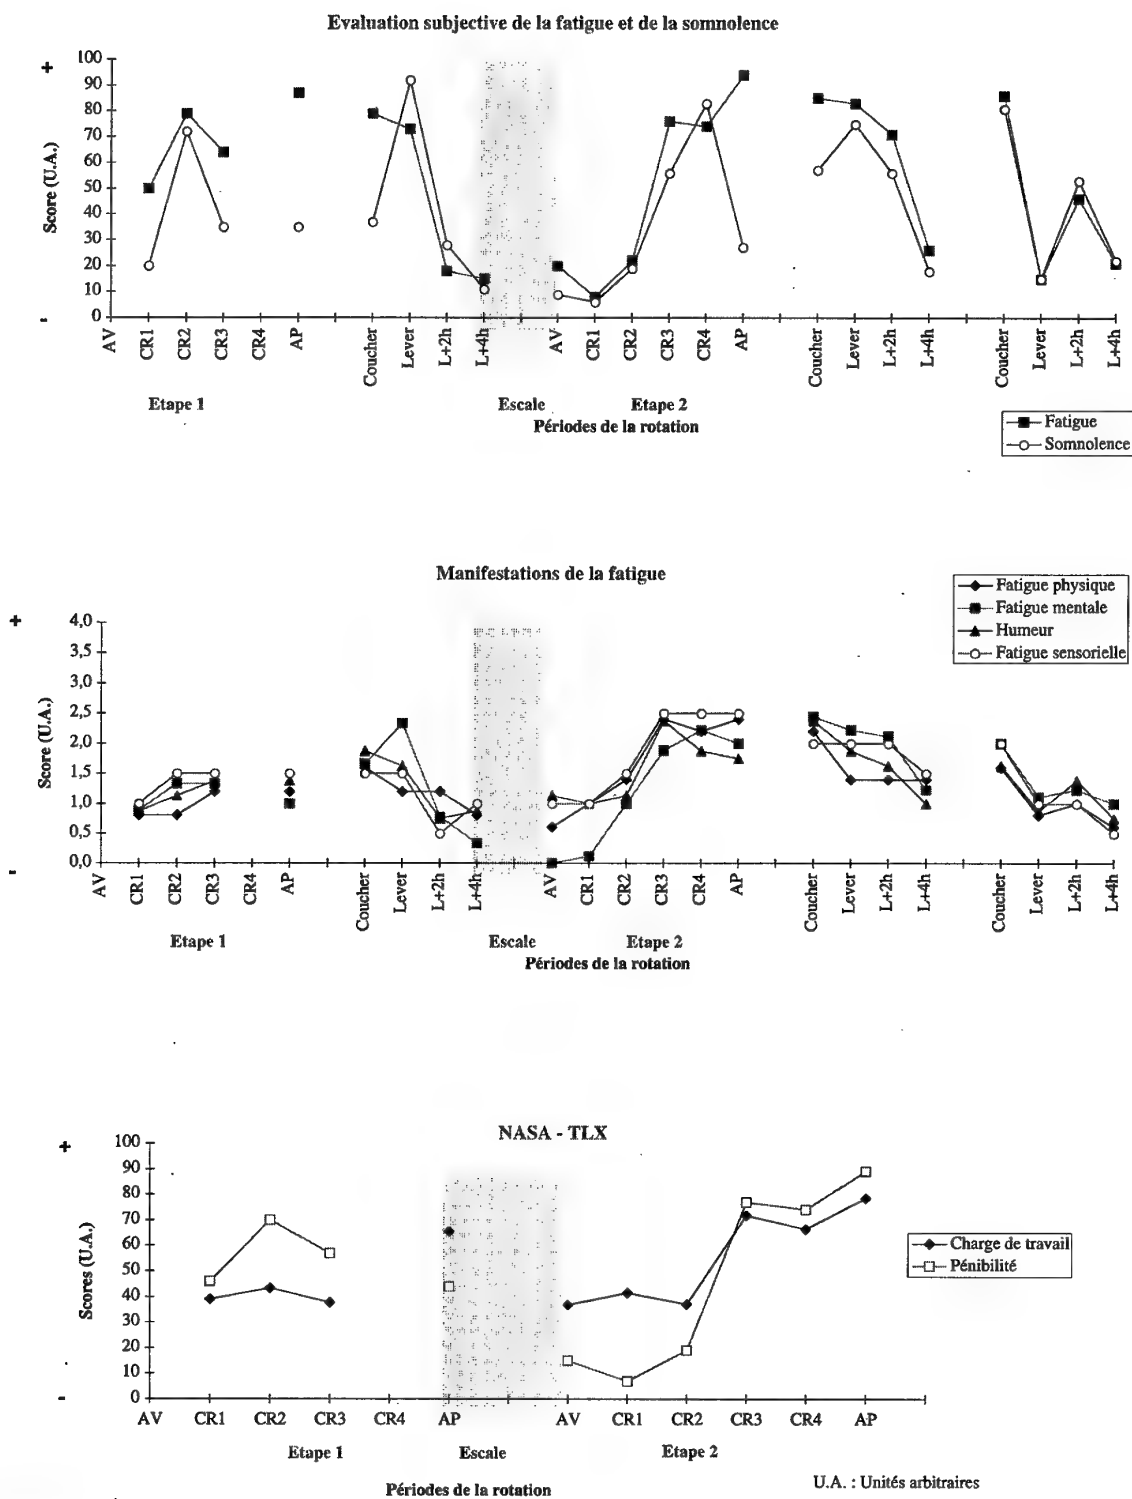 Evaluation subjective de la fatigue et de la somnolence
+
100
90
80
70
60
50
40
30
20
10
0
-
Score (U.A.)
AV CR1 CR2 CR3 CR4 AP Coucher Lever L+2h L+4h AV CR1 CR2 CR3 CR4 AP Coucher Lever L+2h L+4h Coucher Lever L+2h L+4h
Etape 1 Escale Etape 2
Périodes de la rotation
Fatigue
Somnolence
Manifestations de la fatigue
Fatigue physique
Fatigue mentale
Humeur
Fatigue sensorielle
+
4,0
3,5
3,0
2,5
2,0
1,5
1,0
0,5
0,0
-
Score (U.A.)
AV CR1 CR2 CR3 CR4 AP Coucher Lever L+2h L+4h AV CR1 CR2 CR3 CR4 AP Coucher Lever L+2h L+4h Coucher Lever L+2h L+4h
Etape 1 Escale Etape 2
Périodes de la rotation
NASA - TLX
+
100
90
80
70
60
50
40
30
20
10
0
-
Scores (U.A.)
Charge de travail
Pénibilité
AV CR1 CR2 CR3 CR4 AP AV CR1 CR2 CR3 CR4 AP
Etape 1 Escale Etape 2
Périodes de la rotation
U.A. : Unités arbitraires